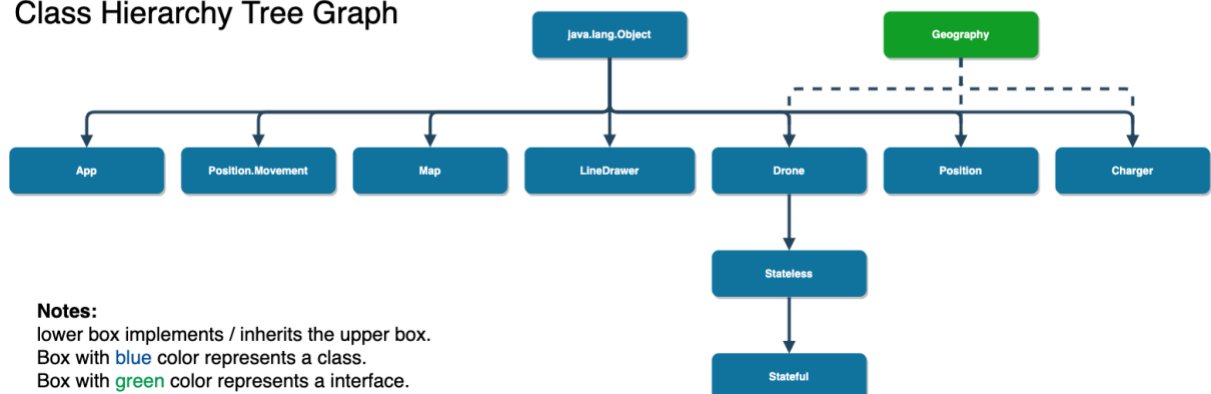 Class Hierarchy Tree Graph
java.lang.Object
Geography
App
Position.Movement
Map
LineDrawer
Drone
Position
Charger
Stateless
Stateful
Notes:
lower box implements / inherits the upper box.
Box with blue color represents a class.
Box with green color represents a interface.